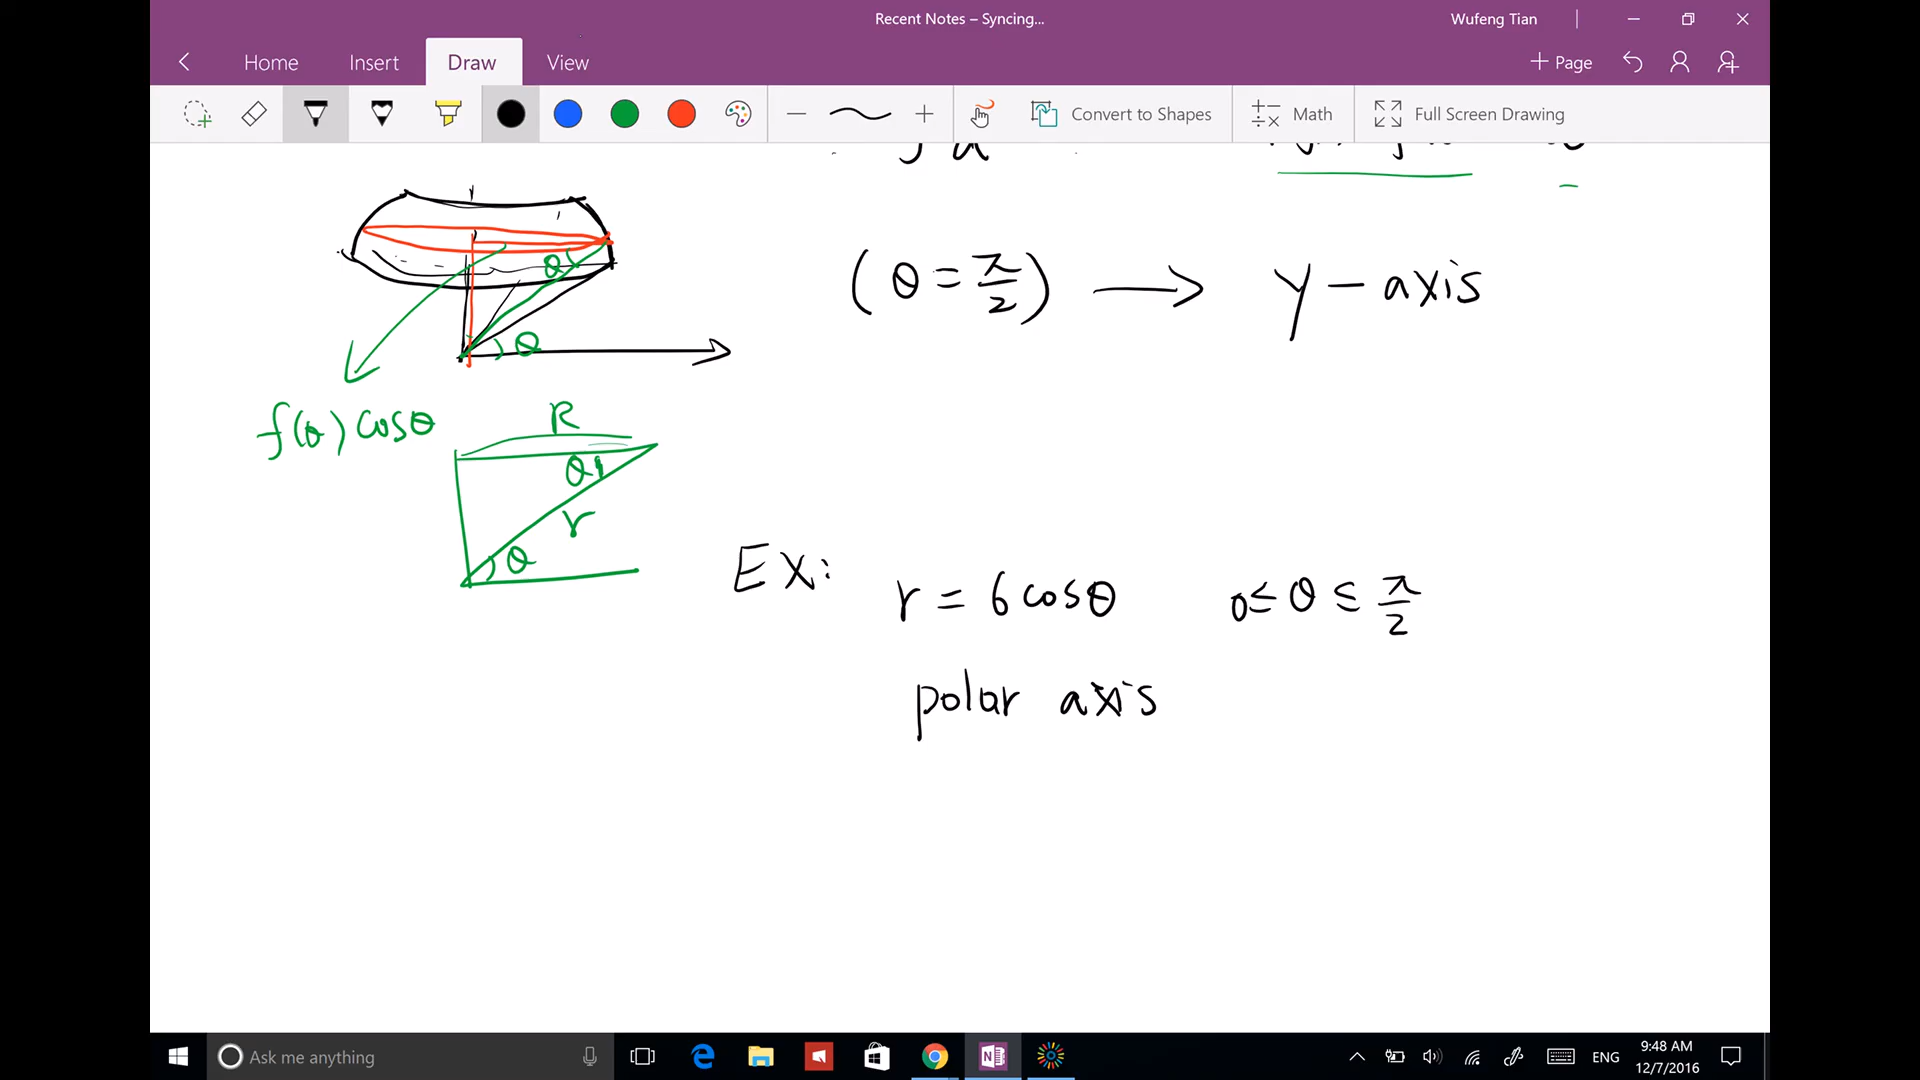 Recent Notes – Syncing...
Wufeng Tian
Home Insert Draw View
Page
Convert to Shapes
Math
Full Screen Drawing
(θ = π/2) → y - axis
θ
θ
f(θ) cosθ
R
θ
r
θ
Ex:
r = 6 cosθ 0 ≤ θ ≤ π/2
polar axis
Ask me anything
ENG
9:48 AM
12/7/2016